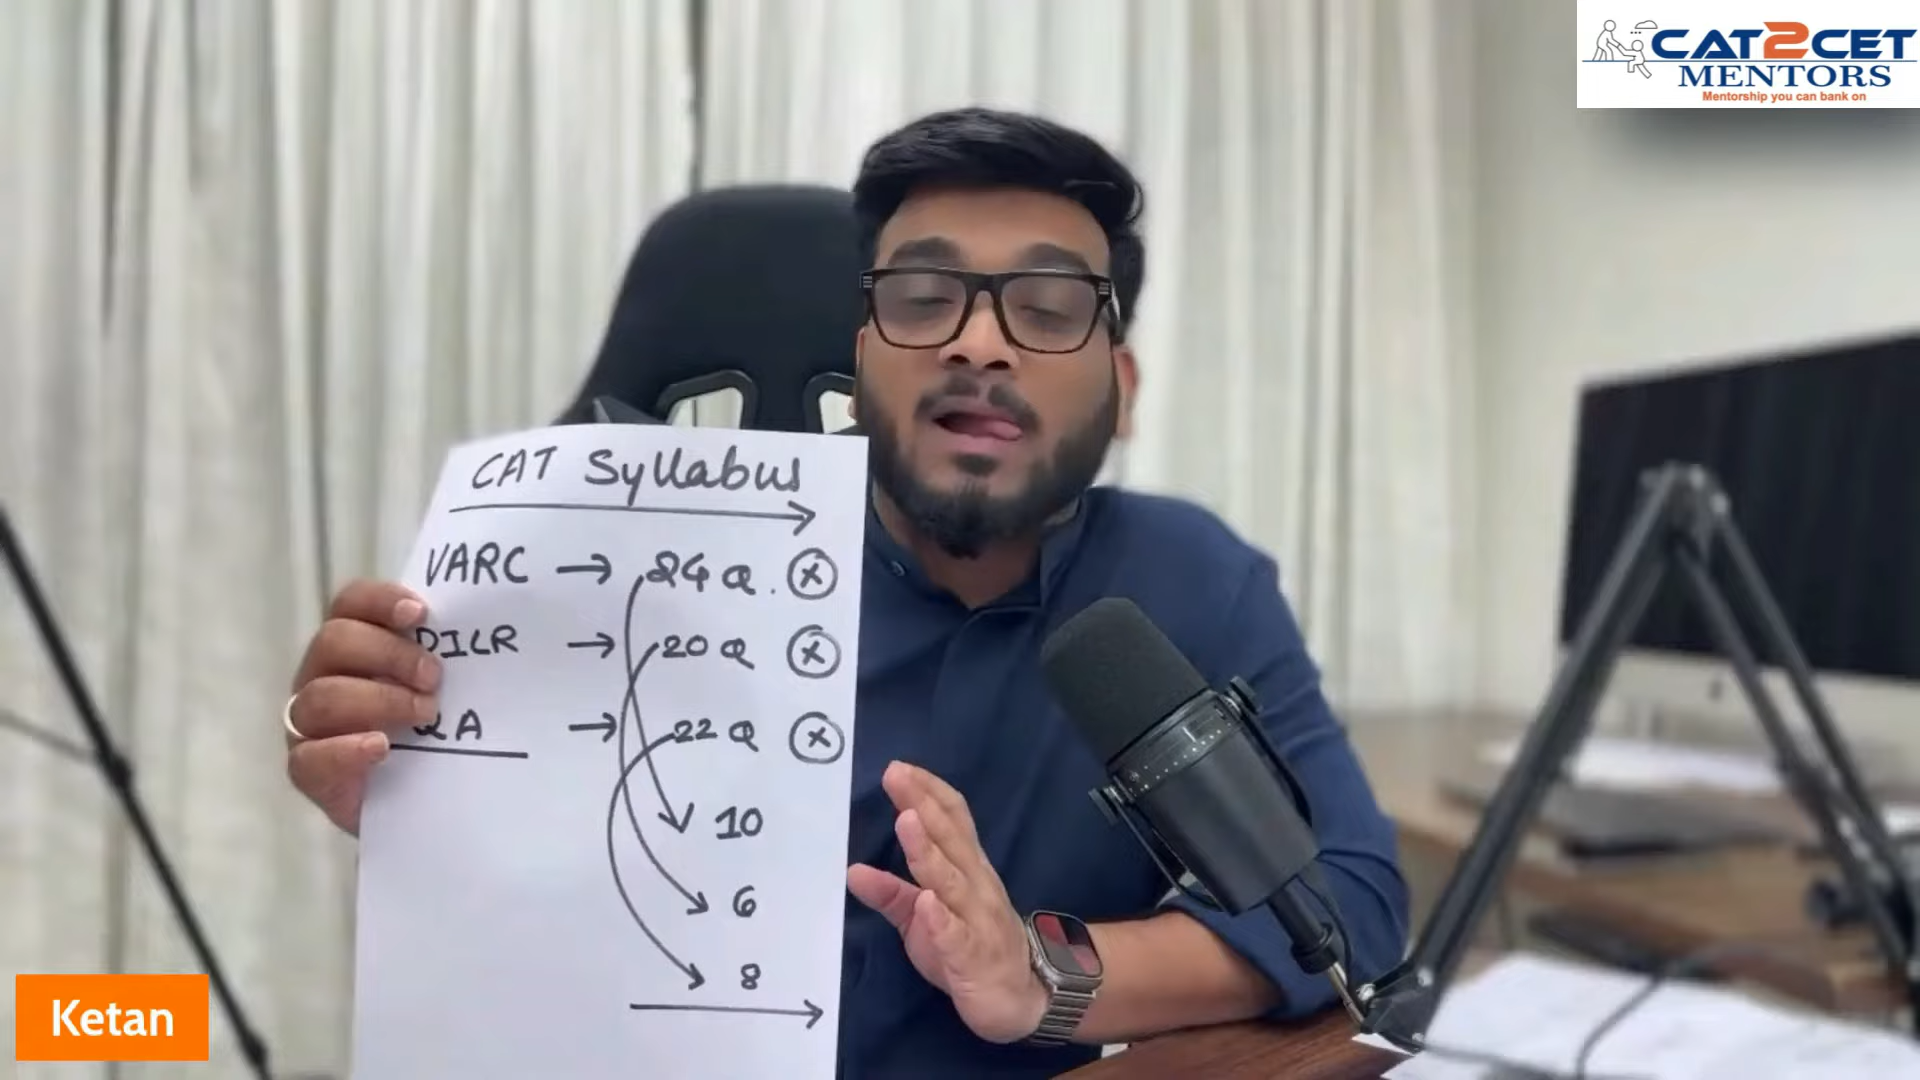 CAT2CET
MENTORS
Mentorship you can bank on
CAT Syllabus
VARC → 24 Q. ⓧ
DILR → 20 Q ⓧ
QA → 22 Q ⓧ
10
6
8
Ketan